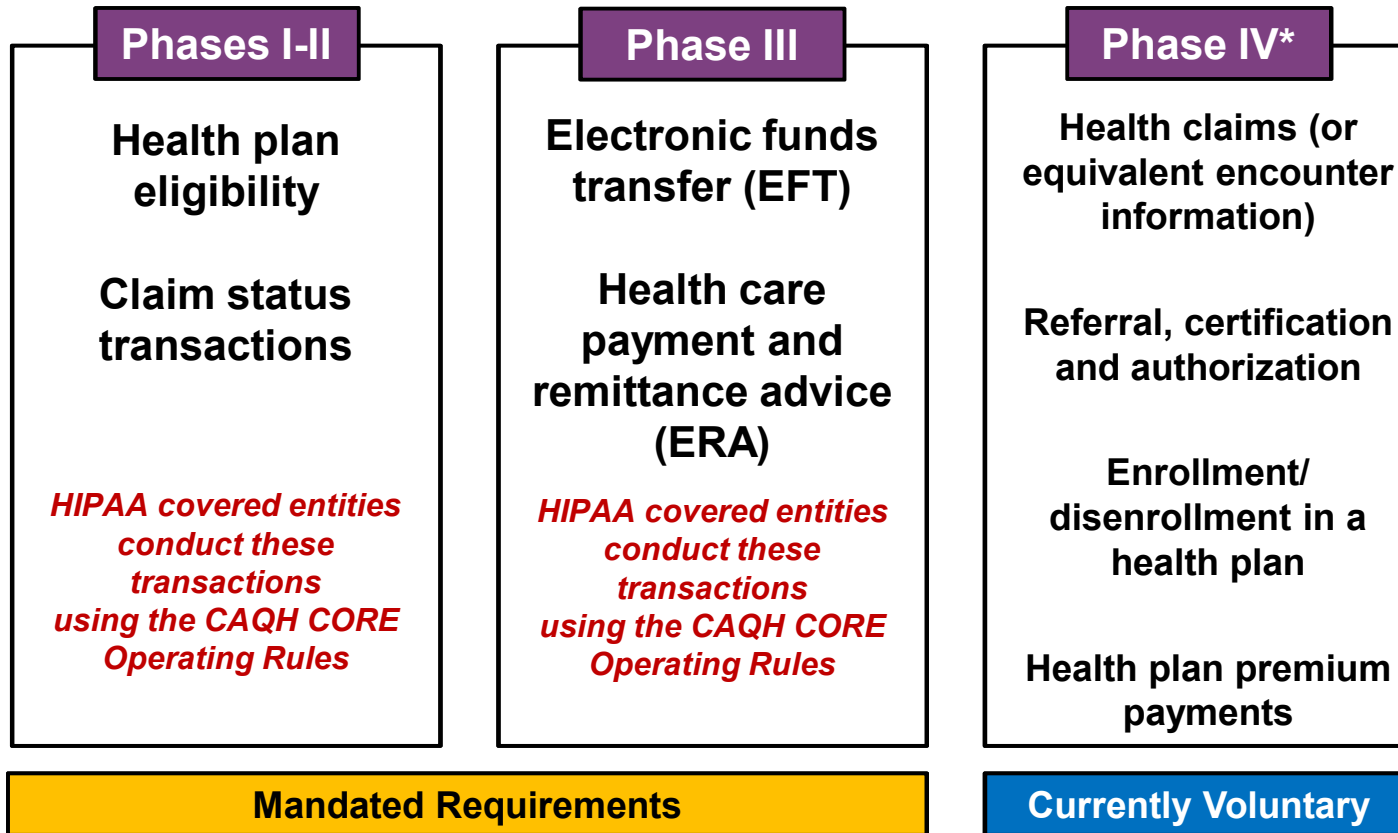 Phases I-II
Health plan
eligibility
Claim status
transactions
HIPAA covered entities
conduct these
transactions
using the CAQH CORE
Operating Rules
Phase III
Electronic funds
transfer (EFT)
Health care
payment and
remittance advice
(ERA)
HIPAA covered entities
conduct these
transactions
using the CAQH CORE
Operating Rules
Phase IV*
Health claims (or
equivalent encounter
information)
Referral, certification
and authorization
Enrollment/
disenrollment in a
health plan
Health plan premium
payments
Mandated Requirements
Currently Voluntary